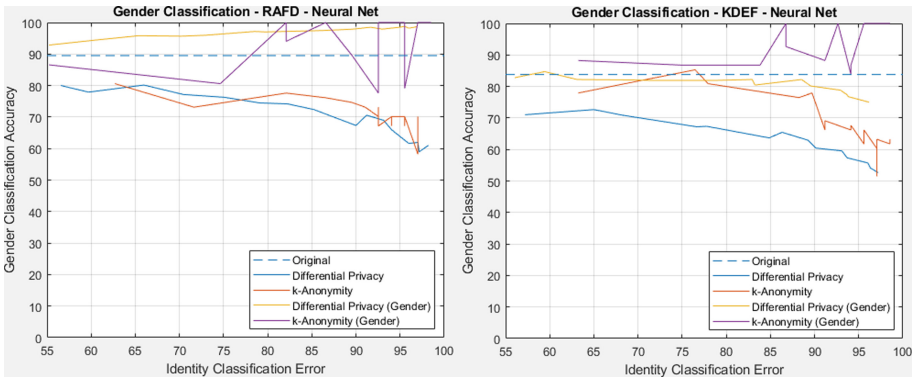 Gender Classification - RAFD - Neural Net
Gender Classification Accuracy
100
90
80
70
60
50
40
30
20
10
0
Original
Differential Privacy
k-Anonymity
Differential Privacy (Gender)
k-Anonymity (Gender)
55 60 65 70 75 80 85 90 95 100
Identity Classification Error
Gender Classification - KDEF - Neural Net
Gender Classification Accuracy
100
90
80
70
60
50
40
30
20
10
0
Original
Differential Privacy
k-Anonymity
Differential Privacy (Gender)
k-Anonymity (Gender)
55 60 65 70 75 80 85 90 95 100
Identity Classification Error